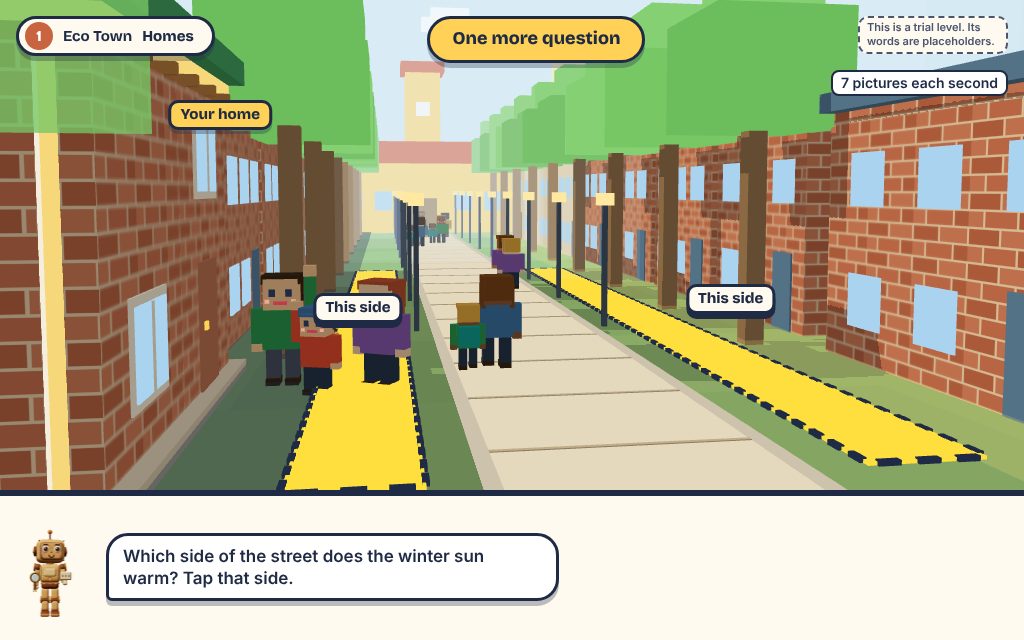 1 Eco Town Homes
One more question
This is a trial level. Its
words are placeholders.
7 pictures each second
Your home
This side
This side
Which side of the street does the winter sun
warm? Tap that side.